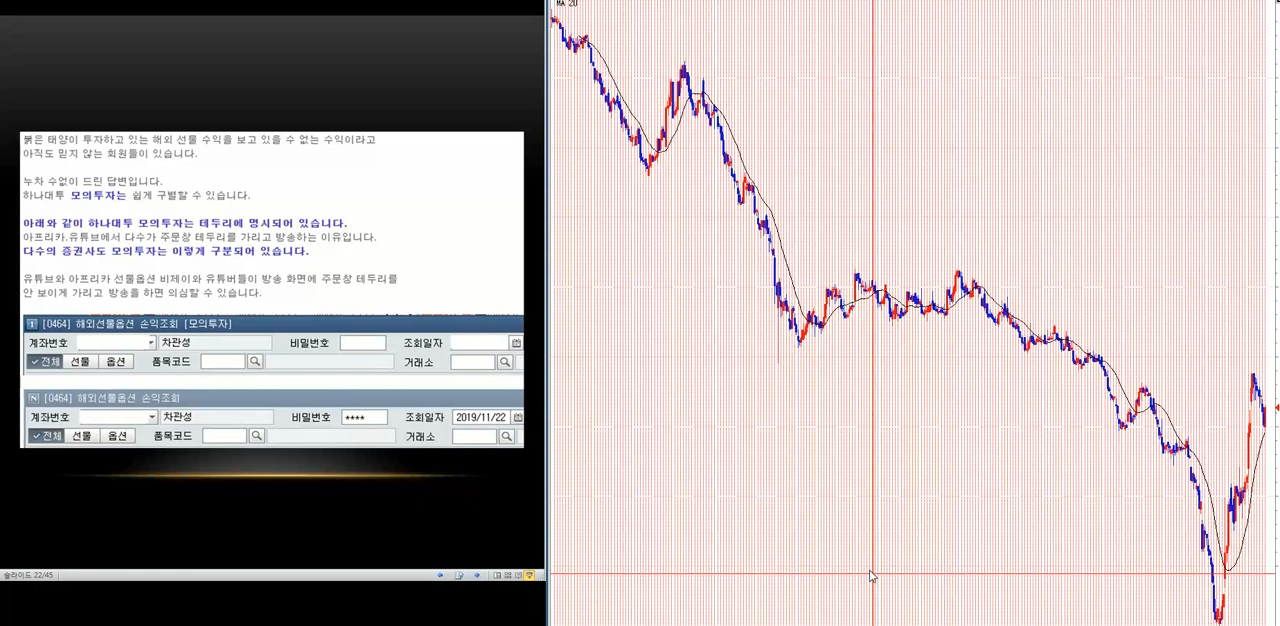 MA 20
붉은 태양이 투자하고 있는 해외 선물 수익을 보고 있을 수 없는 수익이라고
아직도 믿지 않는 회원들이 있습니다.
누차 수없이 드린 답변입니다.
하나대투 모의투자는 쉽게 구별할 수 있습니다.
아래와 같이 하나대투 모의투자는 테두리에 명시되어 있습니다.
아프리카.유튜브에서 다수가 주문창 테두리를 가리고 방송하는 이유입니다.
다수의 증권사도 모의투자는 이렇게 구분되어 있습니다.
유튜브와 아프리카 선물옵션 비제이와 유튜버들이 방송 화면에 주문창 테두리를
안 보이게 가리고 방송을 하면 의심할 수 있습니다.
[0464] 해외선물옵션 손익조회 [모의투자]
계좌번호 차관성 비밀번호 조회일자
전체 선물 옵션 품목코드 거래소
[0464] 해외선물옵션 손익조회
계좌번호 차관성 비밀번호 **** 조회일자 2019/11/22
전체 선물 옵션 품목코드 거래소
슬라이드 22/45